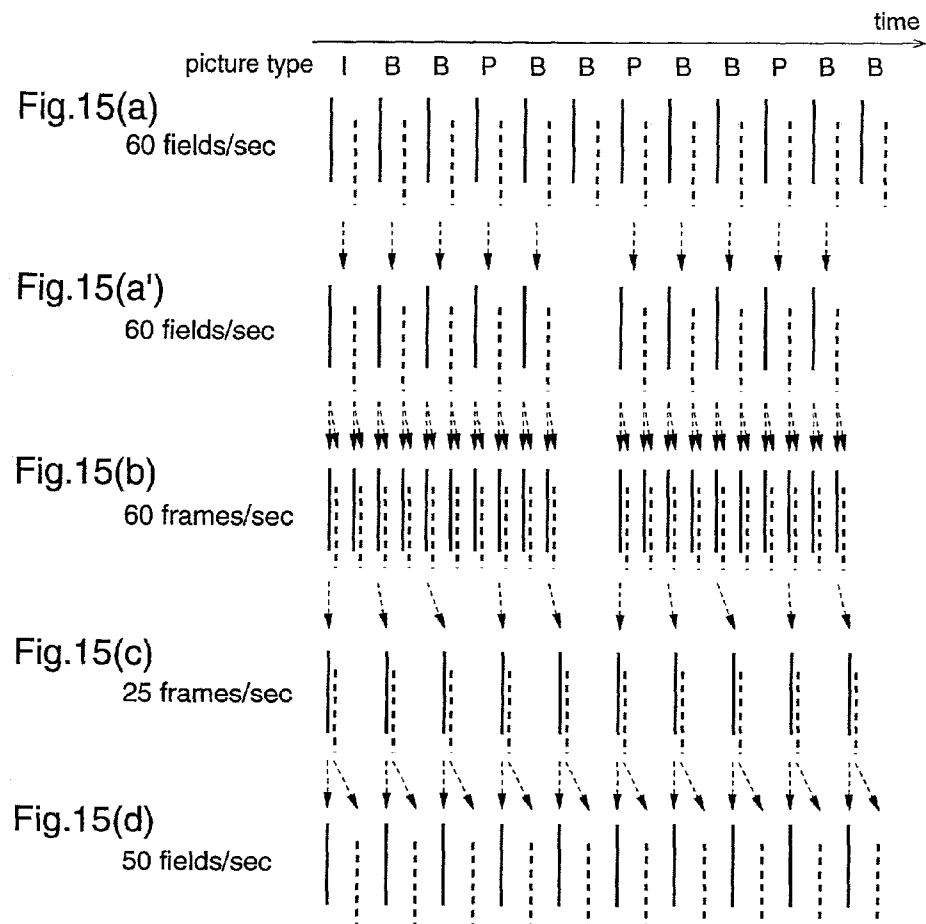 time
picture type I B B P B B P B B P B B
Fig.15(a)
60 fields/sec
Fig.15(a')
60 fields/sec
Fig.15(b)
60 frames/sec
Fig.15(c)
25 frames/sec
Fig.15(d)
50 fields/sec